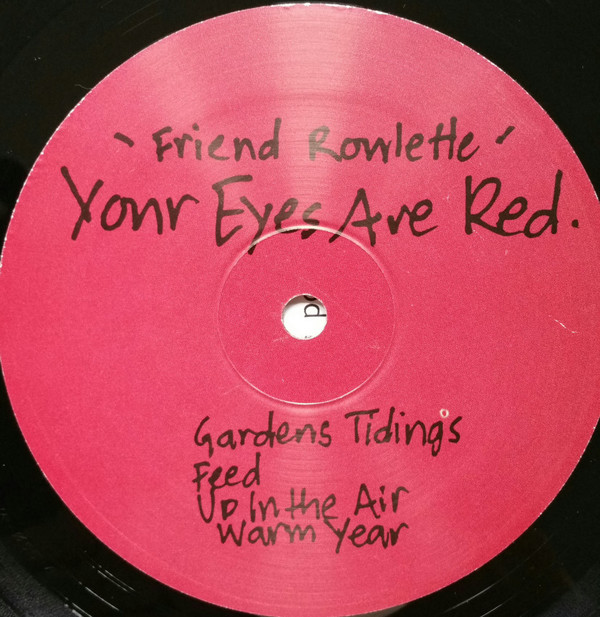 ` Friend Rowlette ´
Your Eyes Are Red.
Gardens Tidings
Feed
Up In the Air
Warm Year